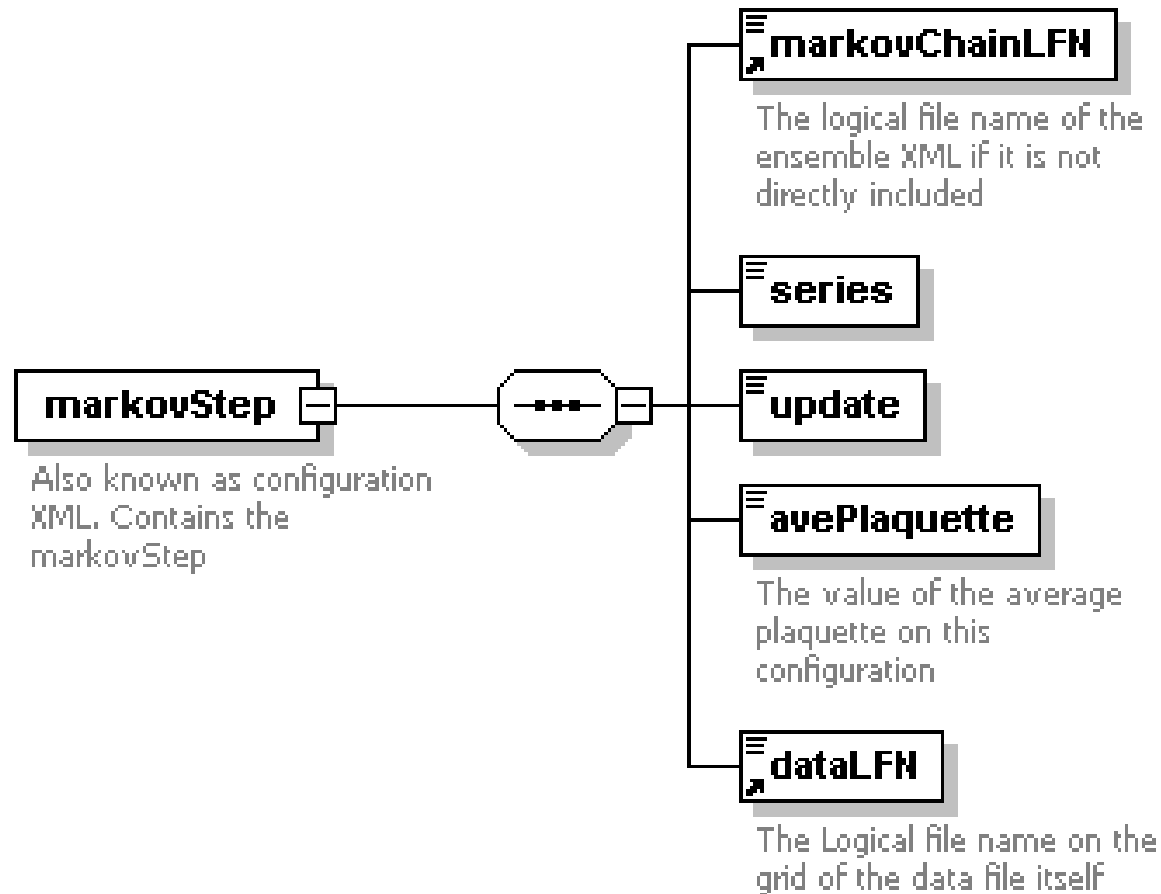 markovChainLFN
The logical file name of the
ensemble XML if it is not
directly included
series
markovStep
Also known as configuration
XML. Contains the
markovStep
update
avePlaquette
The value of the average
plaquette on this
configuration
dataLFN
The Logical file name on the
grid of the data file itself